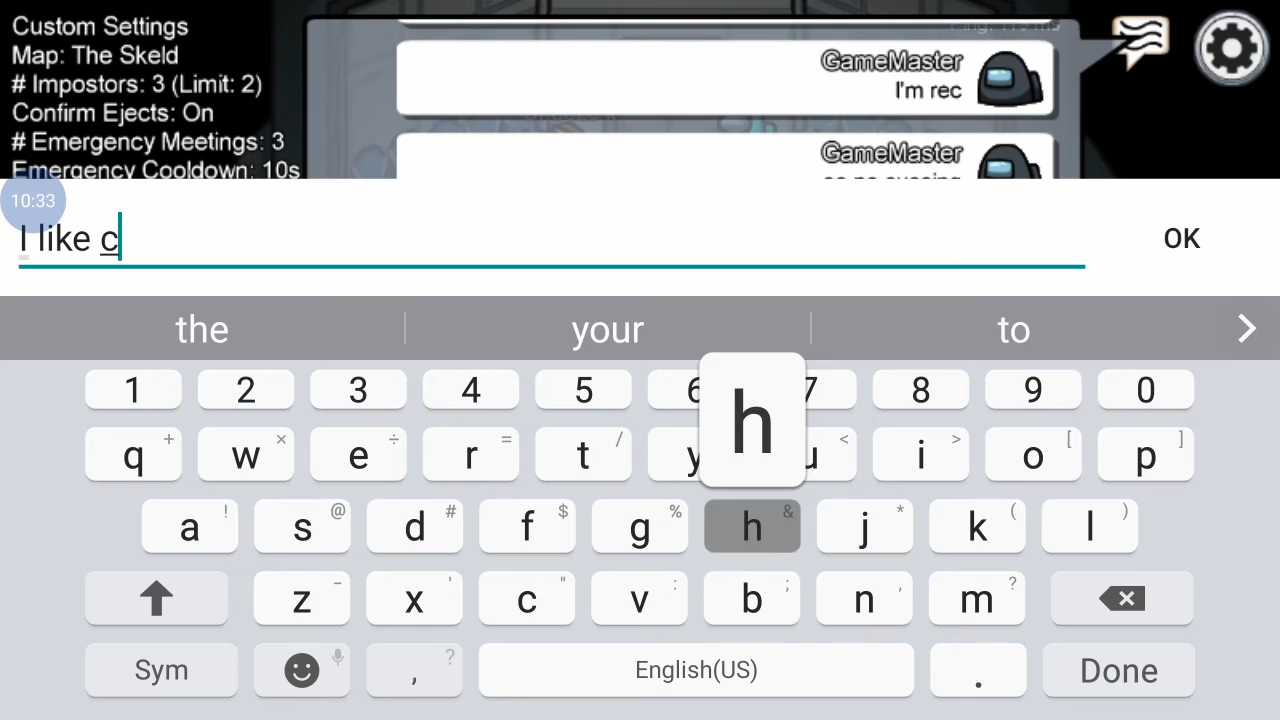 Custom Settings
Map: The Skeld
# Impostors: 3 (Limit: 2)
Confirm Ejects: On
# Emergency Meetings: 3
Emergency Cooldown: 10s
GameMaster
I'm rec
GameMaster
10:33
I like c
OK
the your to
1 2 3 4 5 6 7 8 9 0
q + w × e ÷ r = t / y u < i > o [ p ]
h
a ! s @ d # f $ g % h & j * k ( l )
z - x ' c " v : b ; n , m ?
Sym , ? English(US) . Done